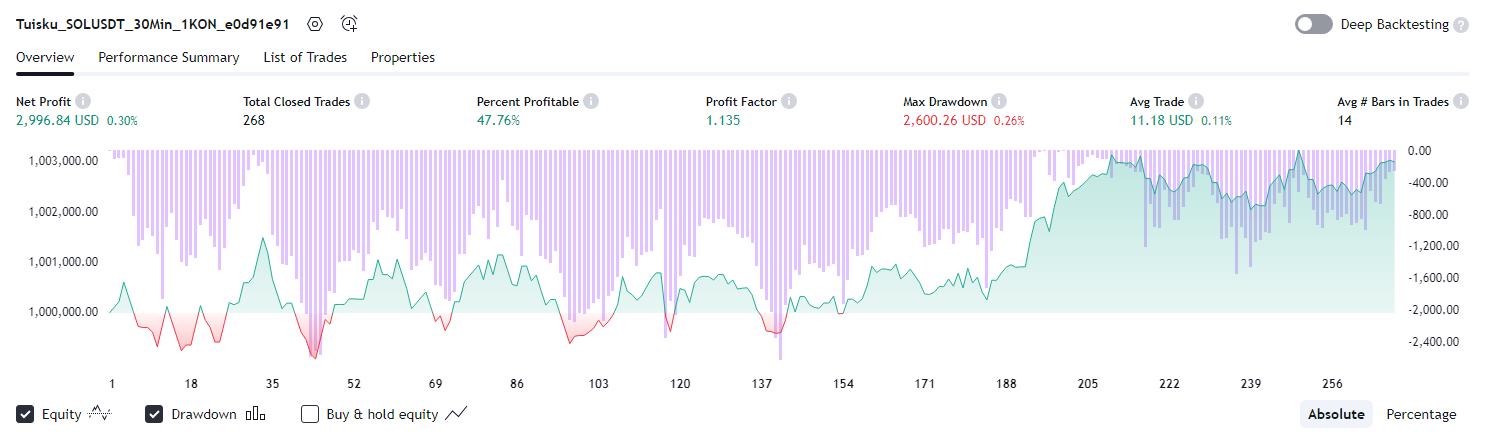 Tuisku_SOLUSDT_30Min_1KON_e0d91e91
Deep Backtesting ?
Overview Performance Summary List of Trades Properties
Net Profit Total Closed Trades Percent Profitable Profit Factor Max Drawdown Avg Trade Avg # Bars in Trades
2,996.84 USD 0.30% 268 47.76% 1.135 2,600.26 USD 0.26% 11.18 USD 0.11% 14
1,003,000.00
1,002,000.00
1,001,000.00
1,000,000.00
0.00
-400.00
-800.00
-1,200.00
-1,600.00
-2,000.00
-2,400.00
1 18 35 52 69 86 103 120 137 154 171 188 205 222 239 256
Equity Drawdown Buy & hold equity Absolute Percentage